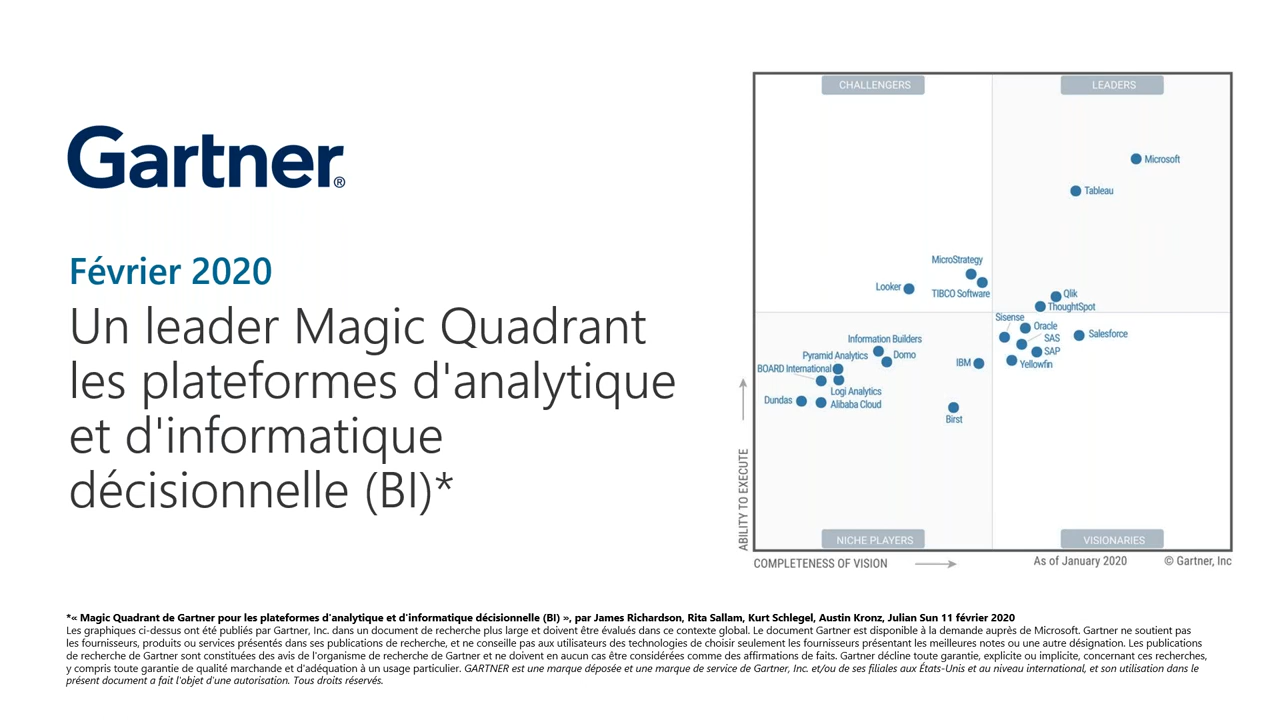 Gartner®
Février 2020
Un leader Magic Quadrant
les plateformes d'analytique
et d'informatique
décisionnelle (BI)*
CHALLENGERS
LEADERS
Microsoft
Tableau
MicroStrategy
Looker
TIBCO Software
Qlik
ThoughtSpot
Sisense
Oracle
Salesforce
SAS
Information Builders
SAP
Pyramid Analytics
Domo
IBM
Yellowfin
BOARD International
Logi Analytics
Dundas
Alibaba Cloud
Birst
ABILITY TO EXECUTE
NICHE PLAYERS
VISIONARIES
COMPLETENESS OF VISION
As of January 2020
© Gartner, Inc
*« Magic Quadrant de Gartner pour les plateformes d'analytique et d'informatique décisionnelle (BI) », par James Richardson, Rita Sallam, Kurt Schlegel, Austin Kronz, Julian Sun 11 février 2020
Les graphiques ci-dessus ont été publiés par Gartner, Inc. dans un document de recherche plus large et doivent être évalués dans ce contexte global. Le document Gartner est disponible à la demande auprès de Microsoft. Gartner ne soutient pas
les fournisseurs, produits ou services présentés dans ses publications de recherche, et ne conseille pas aux utilisateurs des technologies de choisir seulement les fournisseurs présentant les meilleures notes ou une autre désignation. Les publications
de recherche de Gartner sont constituées des avis de l'organisme de recherche de Gartner et ne doivent en aucun cas être considérées comme des affirmations de faits. Gartner décline toute garantie, explicite ou implicite, concernant ces recherches,
y compris toute garantie de qualité marchande et d'adéquation à un usage particulier. GARTNER est une marque déposée et une marque de service de Gartner, Inc. et/ou de ses filiales aux États-Unis et au niveau international, et son utilisation dans le
présent document a fait l'objet d'une autorisation. Tous droits réservés.